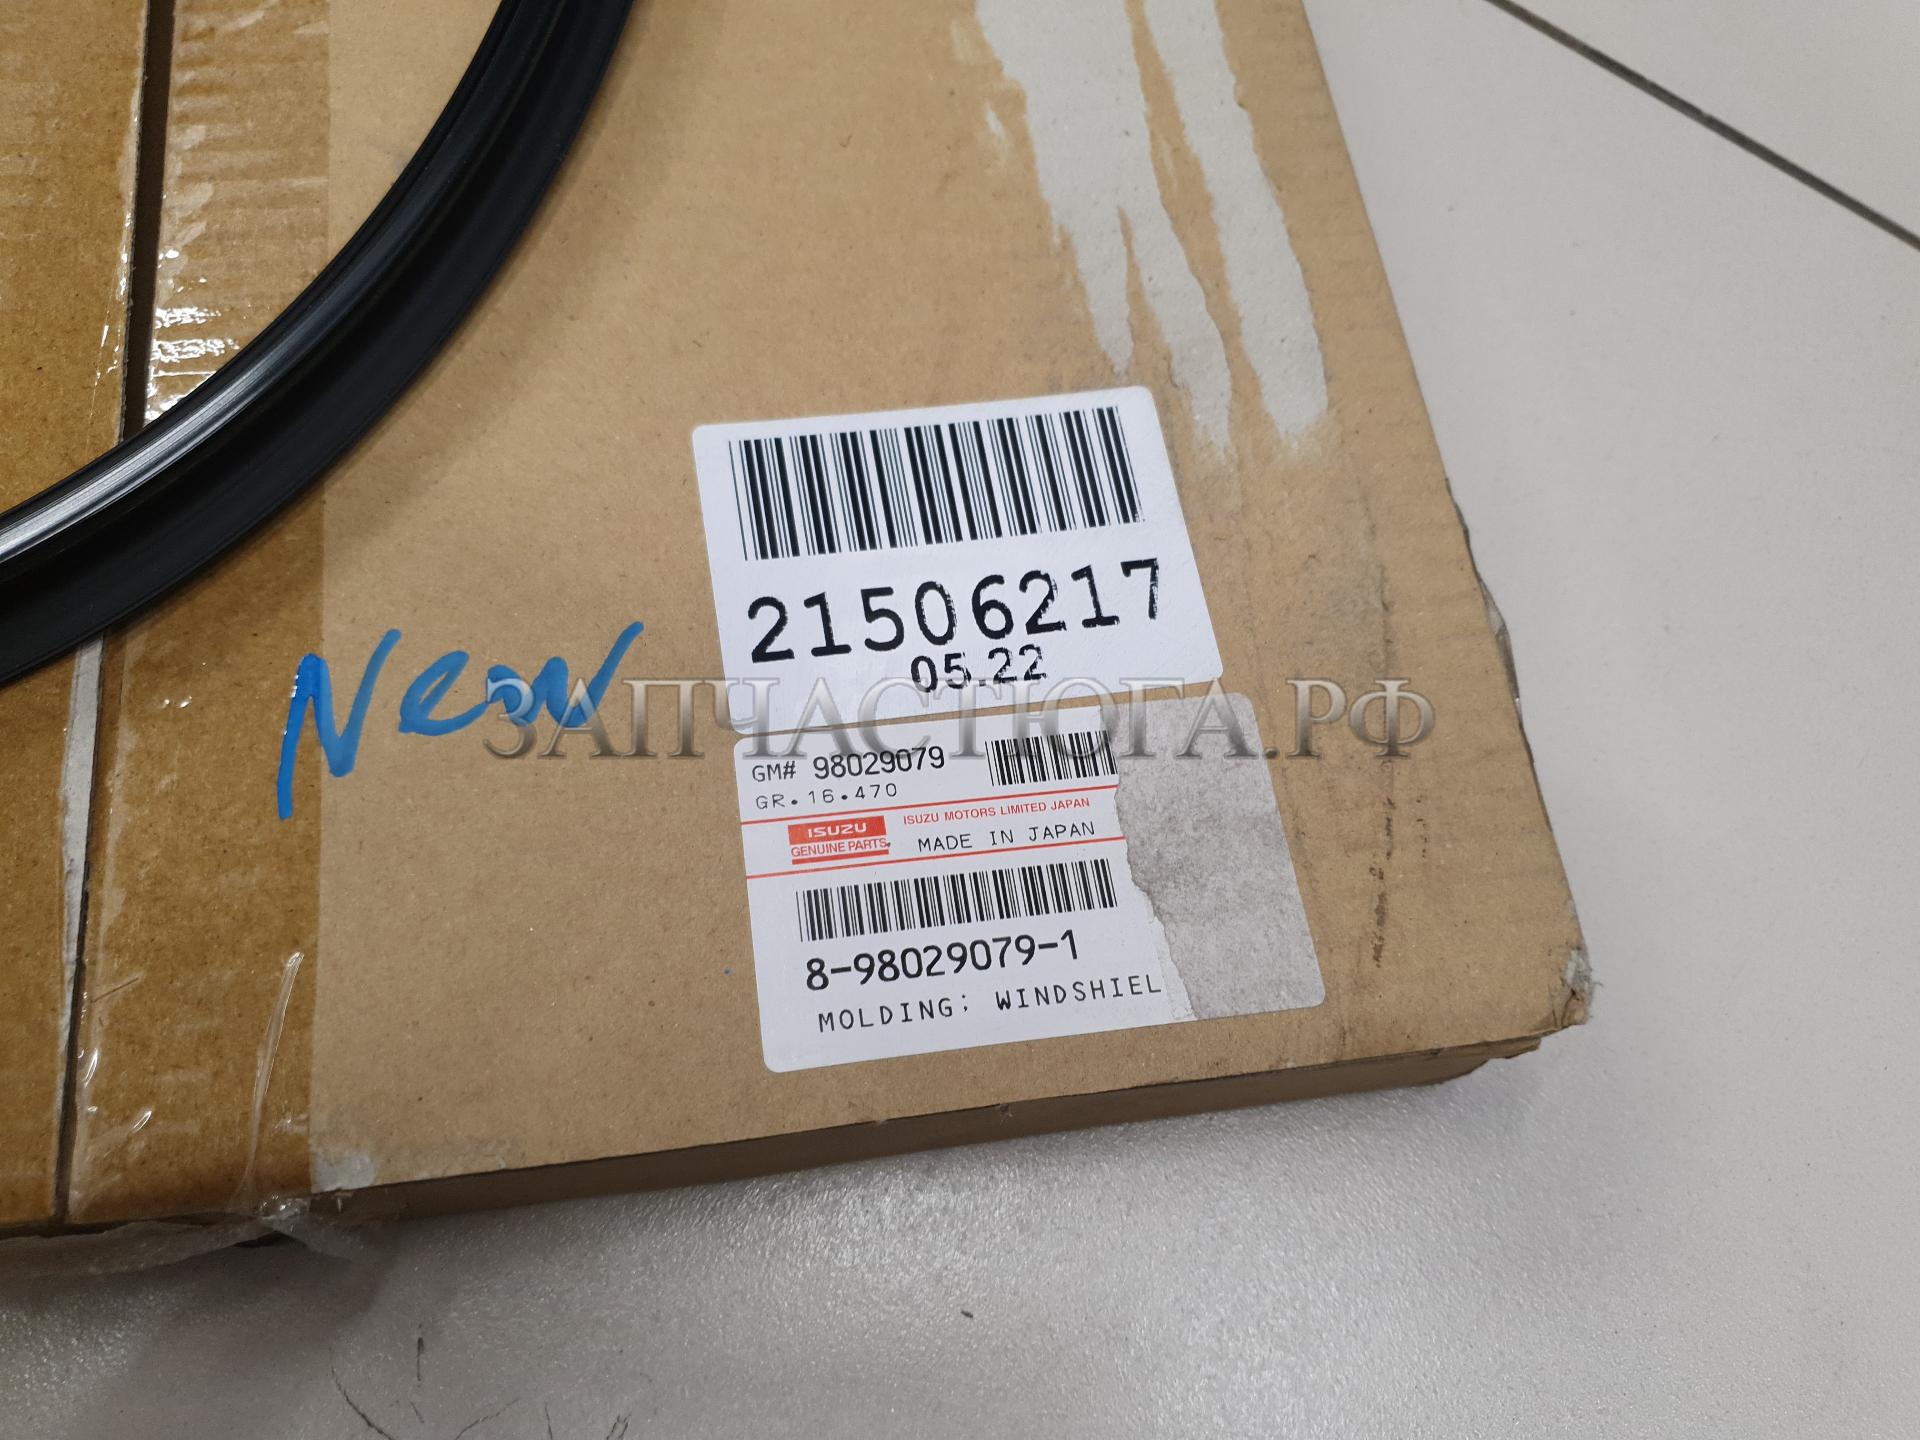 21506217
05.22
New
ЗАПЧАСТЮГА.РФ
GM# 98029079
GR.16.470
ISUZU
GENUINE PARTS
ISUZU MOTORS LIMITED JAPAN
MADE IN JAPAN
8-98029079-1
MOLDING; WINDSHIEL